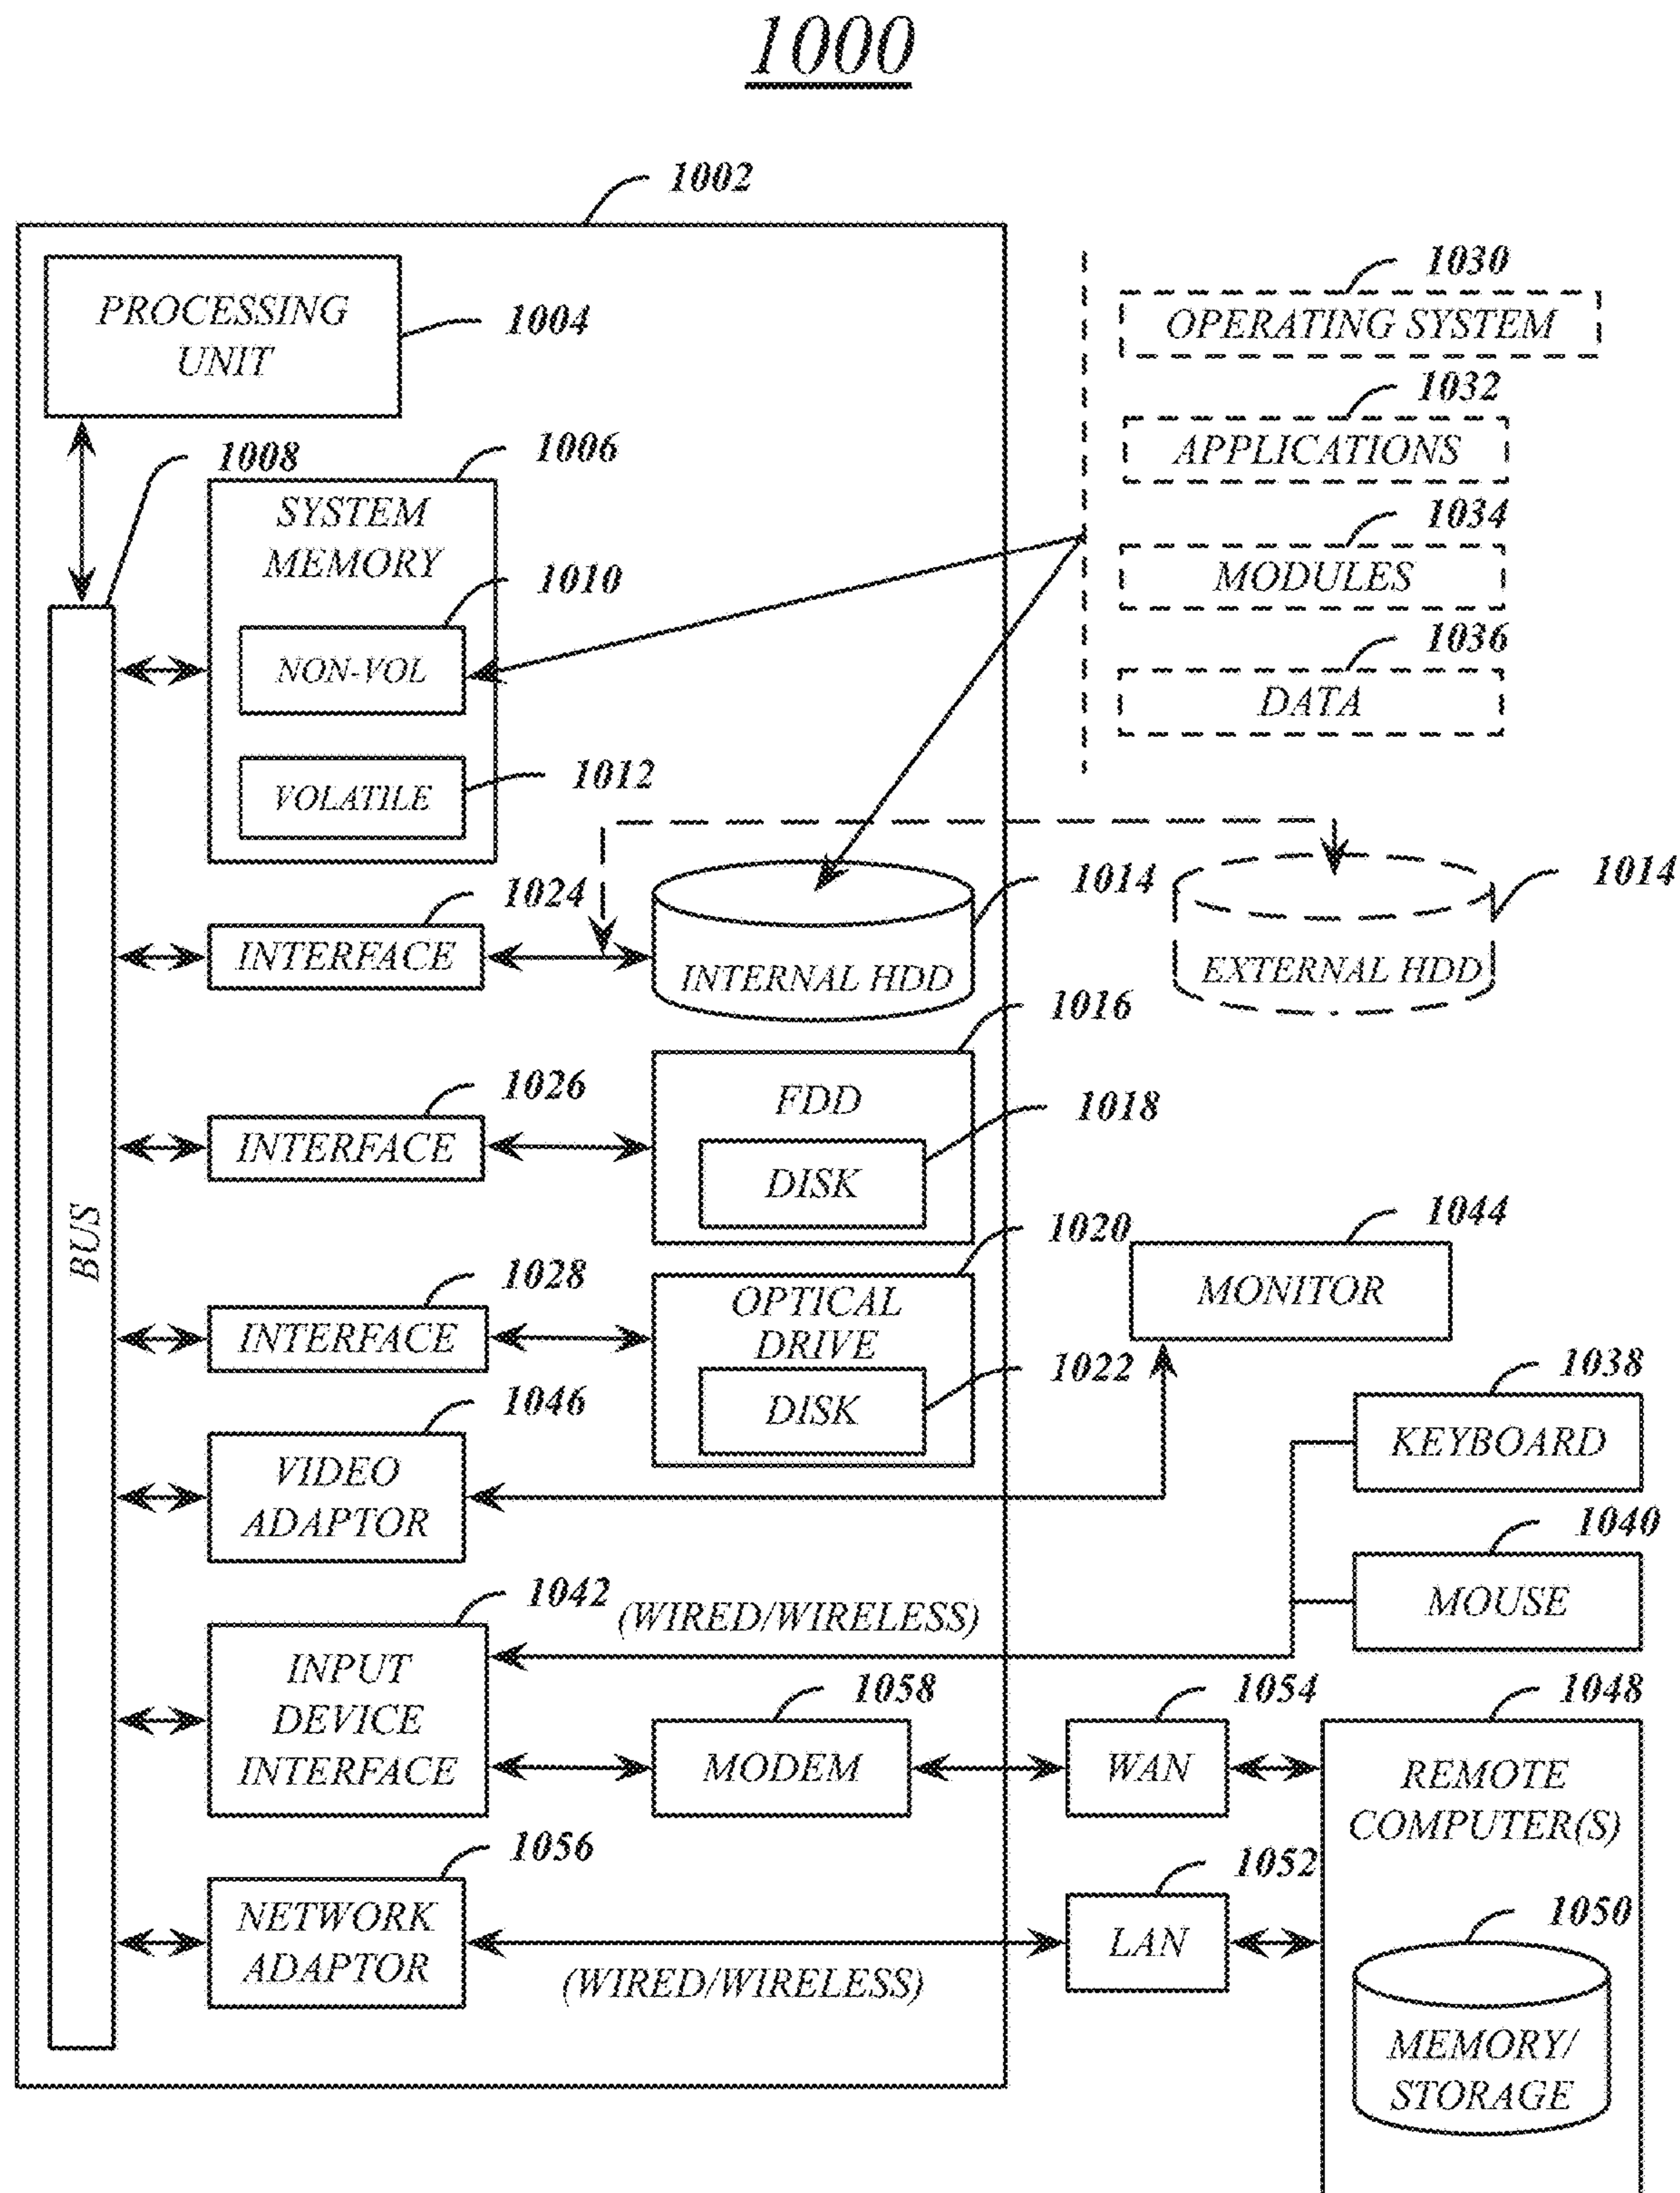 1000
1002
PROCESSING
UNIT
1004
1030
OPERATING SYSTEM
1032
APPLICATIONS
1034
MODULES
1036
DATA
1008
1006
SYSTEM
MEMORY
1010
NON-VOL
1012
VOLATILE
1024
INTERFACE
1014
INTERNAL HDD
1014
EXTERNAL HDD
1016
FDD
1026
INTERFACE
1018
DISK
BUS
1028
INTERFACE
1020
OPTICAL
DRIVE
1022
DISK
1044
MONITOR
1038
KEYBOARD
1046
VIDEO
ADAPTOR
1040
MOUSE
1042
(WIRED/WIRELESS)
INPUT
DEVICE
INTERFACE
1058
MODEM
1054
WAN
1048
REMOTE
COMPUTER(S)
1056
NETWORK
ADAPTOR
(WIRED/WIRELESS)
1052
LAN
1050
MEMORY/
STORAGE